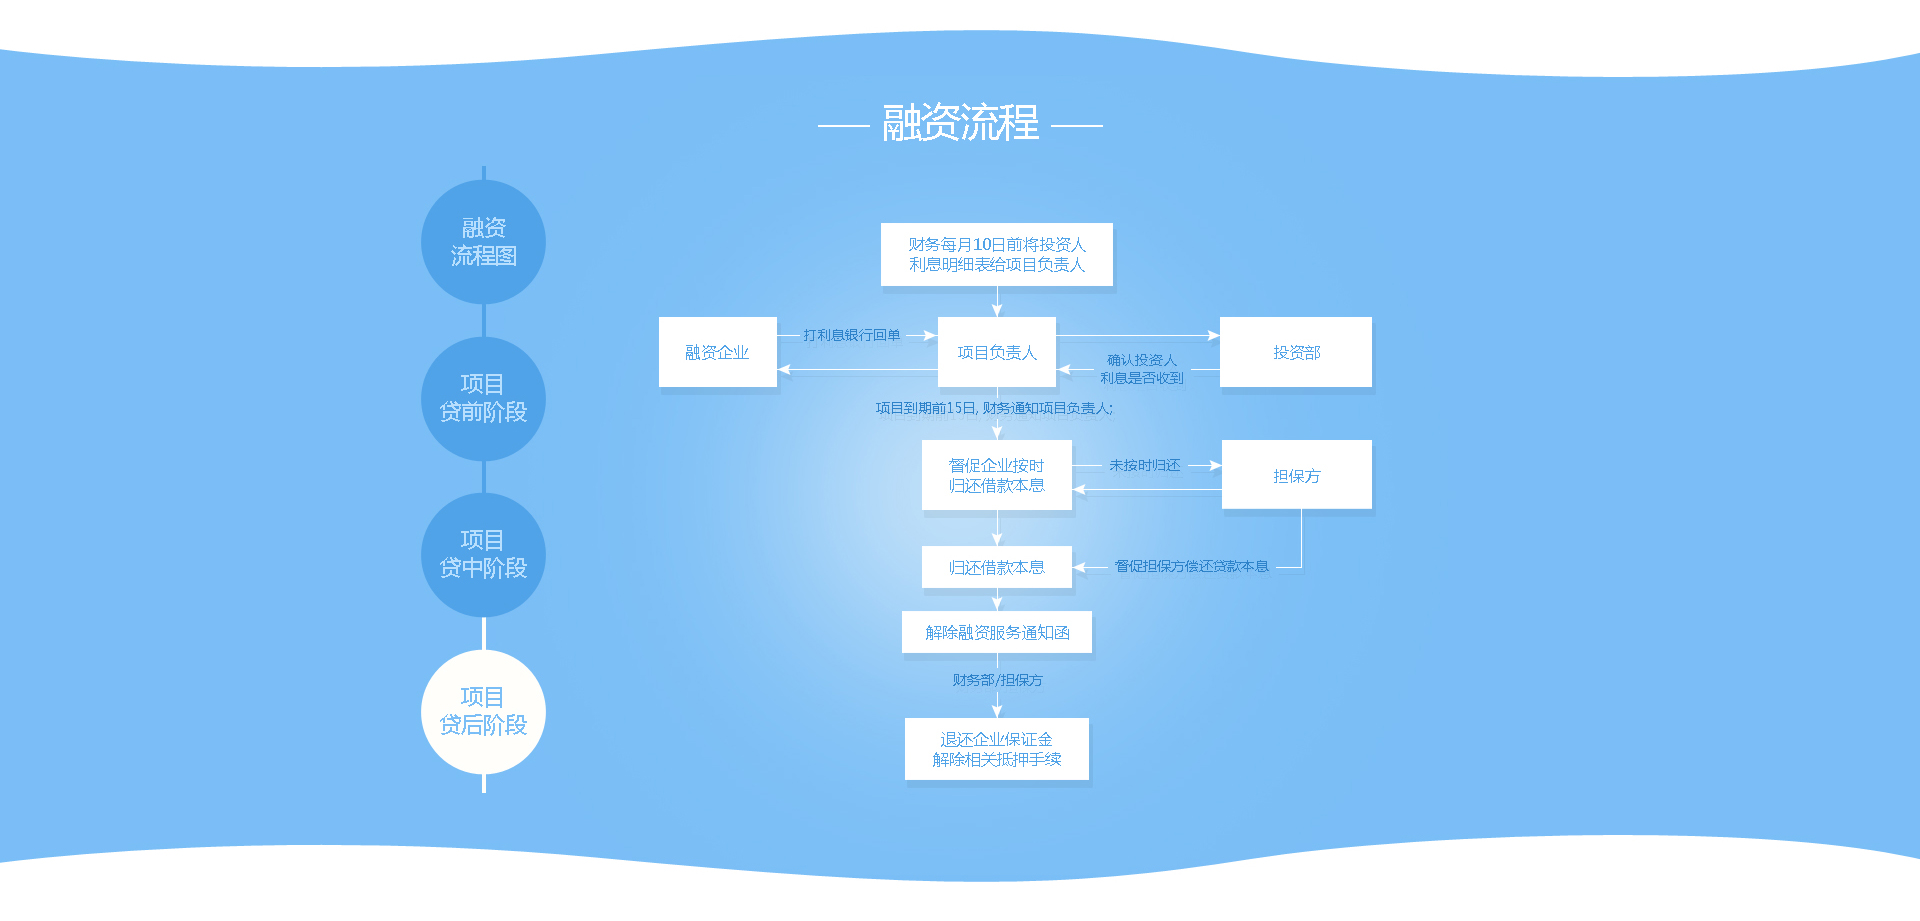 融资流程
融资
流程图
项目
贷前阶段
项目
贷中阶段
项目
贷后阶段
财务每月10日前将投资人
利息明细表给项目负责人
融资企业
打利息银行回单
项目负责人
确认投资人
利息是否收到
投资部
项目到期前15日, 财务通知项目负责人;
督促企业按时
归还借款本息
未按时归还
担保方
归还借款本息
督促担保方偿还贷款本息
解除融资服务通知函
财务部/担保方
退还企业保证金
解除相关抵押手续